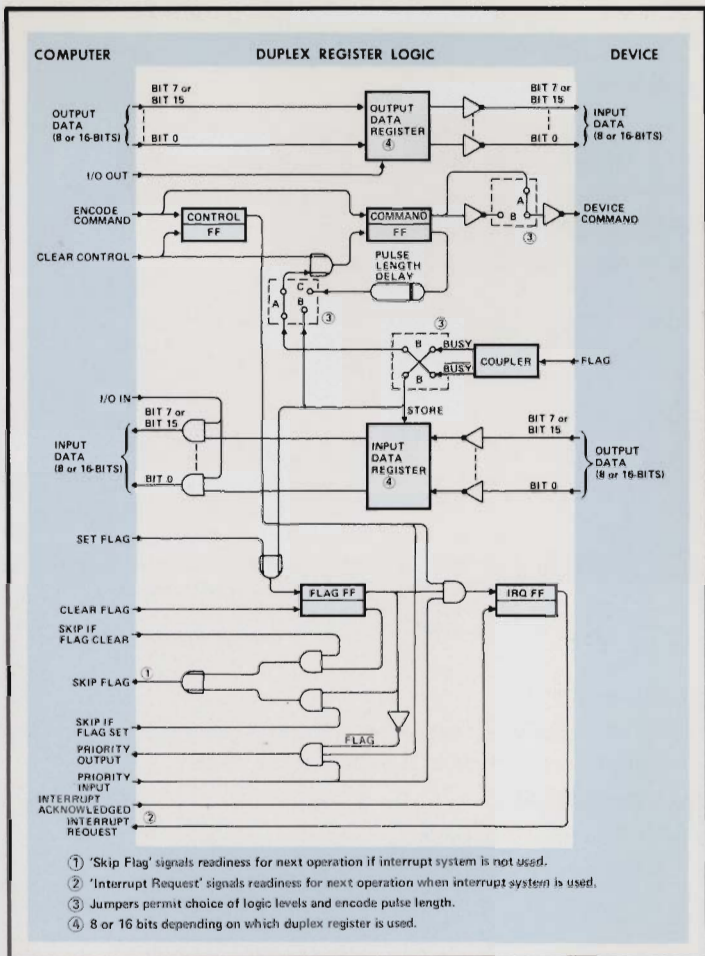 COMPUTER DUPLEX REGISTER LOGIC DEVICE
BIT 7 or
BIT 15
OUTPUT
DATA
(8 or 16-BITS)
BIT 0
OUTPUT
DATA
REGISTER
④
BIT 7 or
BIT 15
INPUT
DATA
(8 or 16-BITS)
BIT 0
I/O OUT
ENCODE
COMMAND
CONTROL
FF
COMMAND
FF
A
B
③
DEVICE
COMMAND
CLEAR CONTROL
PULSE
LENGTH
DELAY
A
C
B
③
③
B
B
BUSY
BUSY
COUPLER
FLAG
STORE
I/O IN
BIT 7 or
BIT 15
INPUT
DATA
(8 or 16-BITS)
BIT 0
INPUT
DATA
REGISTER
④
BIT 7 or
BIT 15
OUTPUT
DATA
(8 or 16-BITS)
BIT 0
SET FLAG
FLAG FF
IRQ FF
CLEAR FLAG
SKIP IF
FLAG CLEAR
SKIP FLAG ①
SKIP IF
FLAG SET
FLAG
PRIORITY
OUTPUT
PRIORITY
INPUT
INTERRUPT
ACKNOWLEDGED
INTERRUPT
REQUEST
②
① 'Skip Flag' signals readiness for next operation if interrupt system is not used.
② 'Interrupt Request' signals readiness for next operation when interrupt system is used.
③ Jumpers permit choice of logic levels and encode pulse length.
④ 8 or 16 bits depending on which duplex register is used.